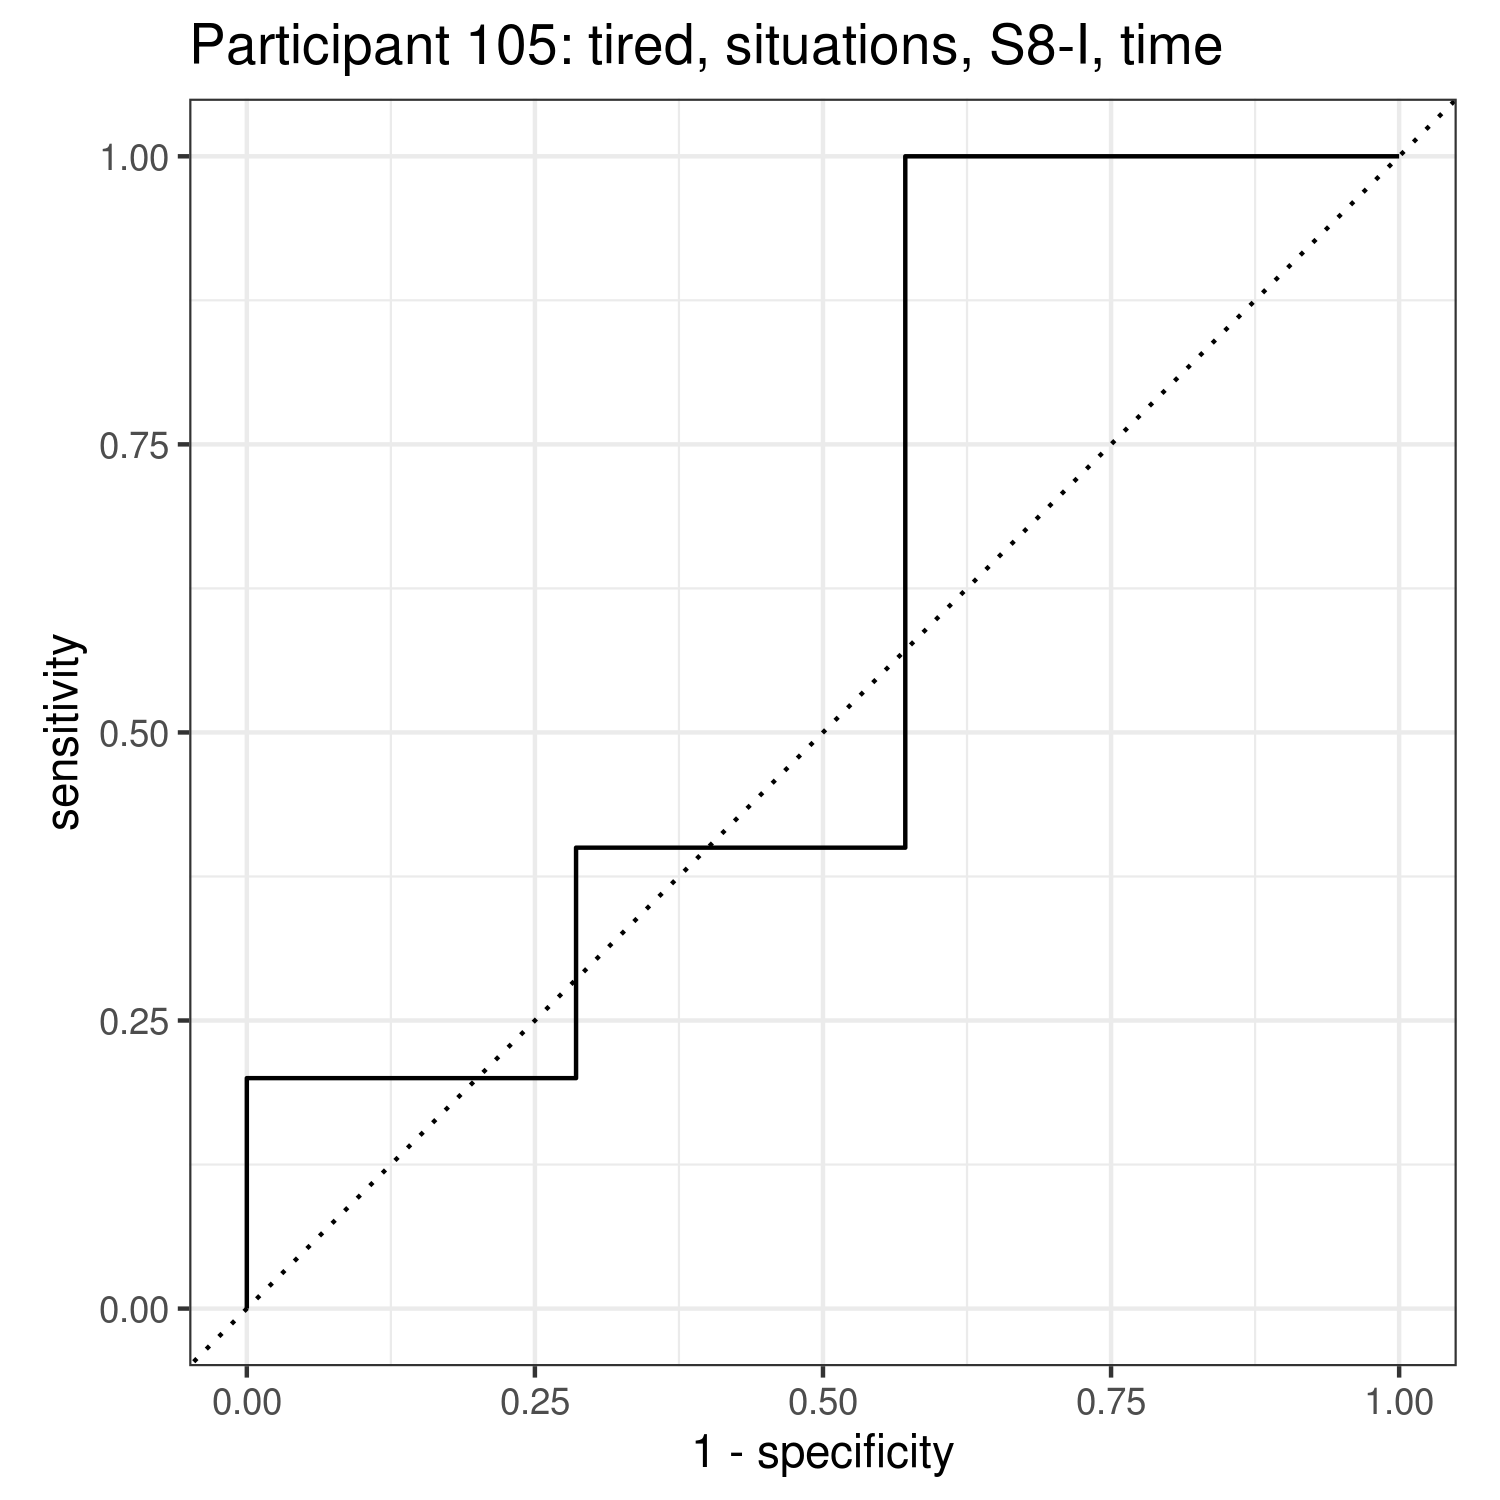 Participant 105: tired, situations, S8-I, time
1.00
0.75
0.50
0.25
0.00
sensitivity
0.00 0.25 0.50 0.75 1.00
1 - specificity